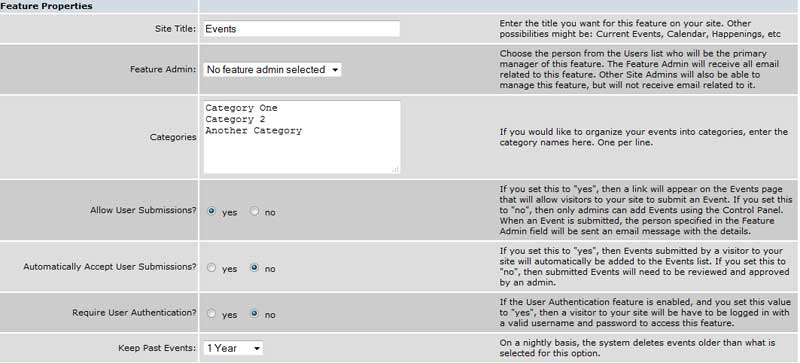 Feature Properties
Site Title:
Events
Enter the title you want for this feature on your site. Other
possibilities might be: Current Events, Calendar, Happenings, etc
Feature Admin:
No feature admin selected
Choose the person from the Users list who will be the primary
manager of this feature. The Feature Admin will receive all email
related to this feature. Other Site Admins will also be able to
manage this feature, but will not receive email related to it.
Categories
Category One
Category 2
Another Category
If you would like to organize your events into categories, enter the
category names here. One per line.
Allow User Submissions?
yes no
If you set this to "yes", then a link will appear on the Events page
that will allow visitors to your site to submit an Event. If you set this
to "no", then only admins can add Events using the Control Panel.
When an Event is submitted, the person specified in the Feature
Admin field will be sent an email message with the details.
Automatically Accept User Submissions?
yes no
If you set this to "yes", then Events submitted by a visitor to your
site will automatically be added to the Events list. If you set this to
"no", then submitted Events will need to be reviewed and approved
by an admin.
Require User Authentication?
yes no
If the User Authentication feature is enabled, and you set this value
to "yes", then a visitor to your site will be have to be logged in with
a valid username and password to access this feature.
Keep Past Events:
1 Year
On a nightly basis, the system deletes events older than what is
selected for this option.